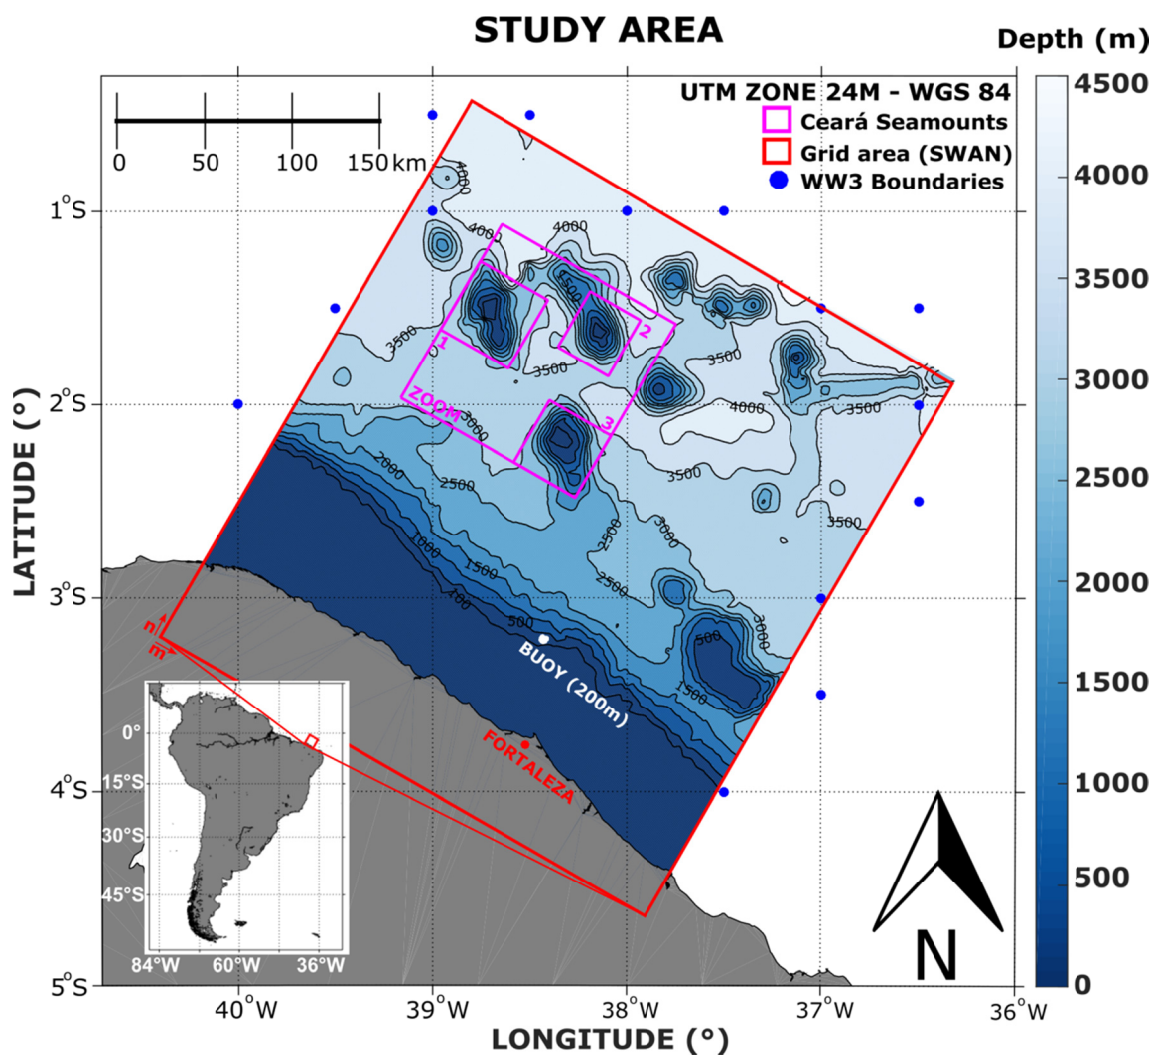 STUDY AREA
Depth (m)
UTM ZONE 24M - WGS 84
Ceará Seamounts
Grid area (SWAN)
WW3 Boundaries
0 50 100 150 km
4500
4000
3500
3000
2500
2000
1500
1000
500
0
LATITUDE (°)
1°S
2°S
3°S
4°S
5°S
4000
4000
4000
1500
3500
3500
3500
1
2
3
ZOOM
3000
4000
3500
3500
3500
2000
2500
2500
3000
2500
1000
1500
100
500
500
3000
1500
BUOY (200m)
FORTALEZA
n
m
0°
15°S
30°S
45°S
84°W 60°W 36°W
N
40°W 39°W 38°W 37°W 36°W
LONGITUDE (°)